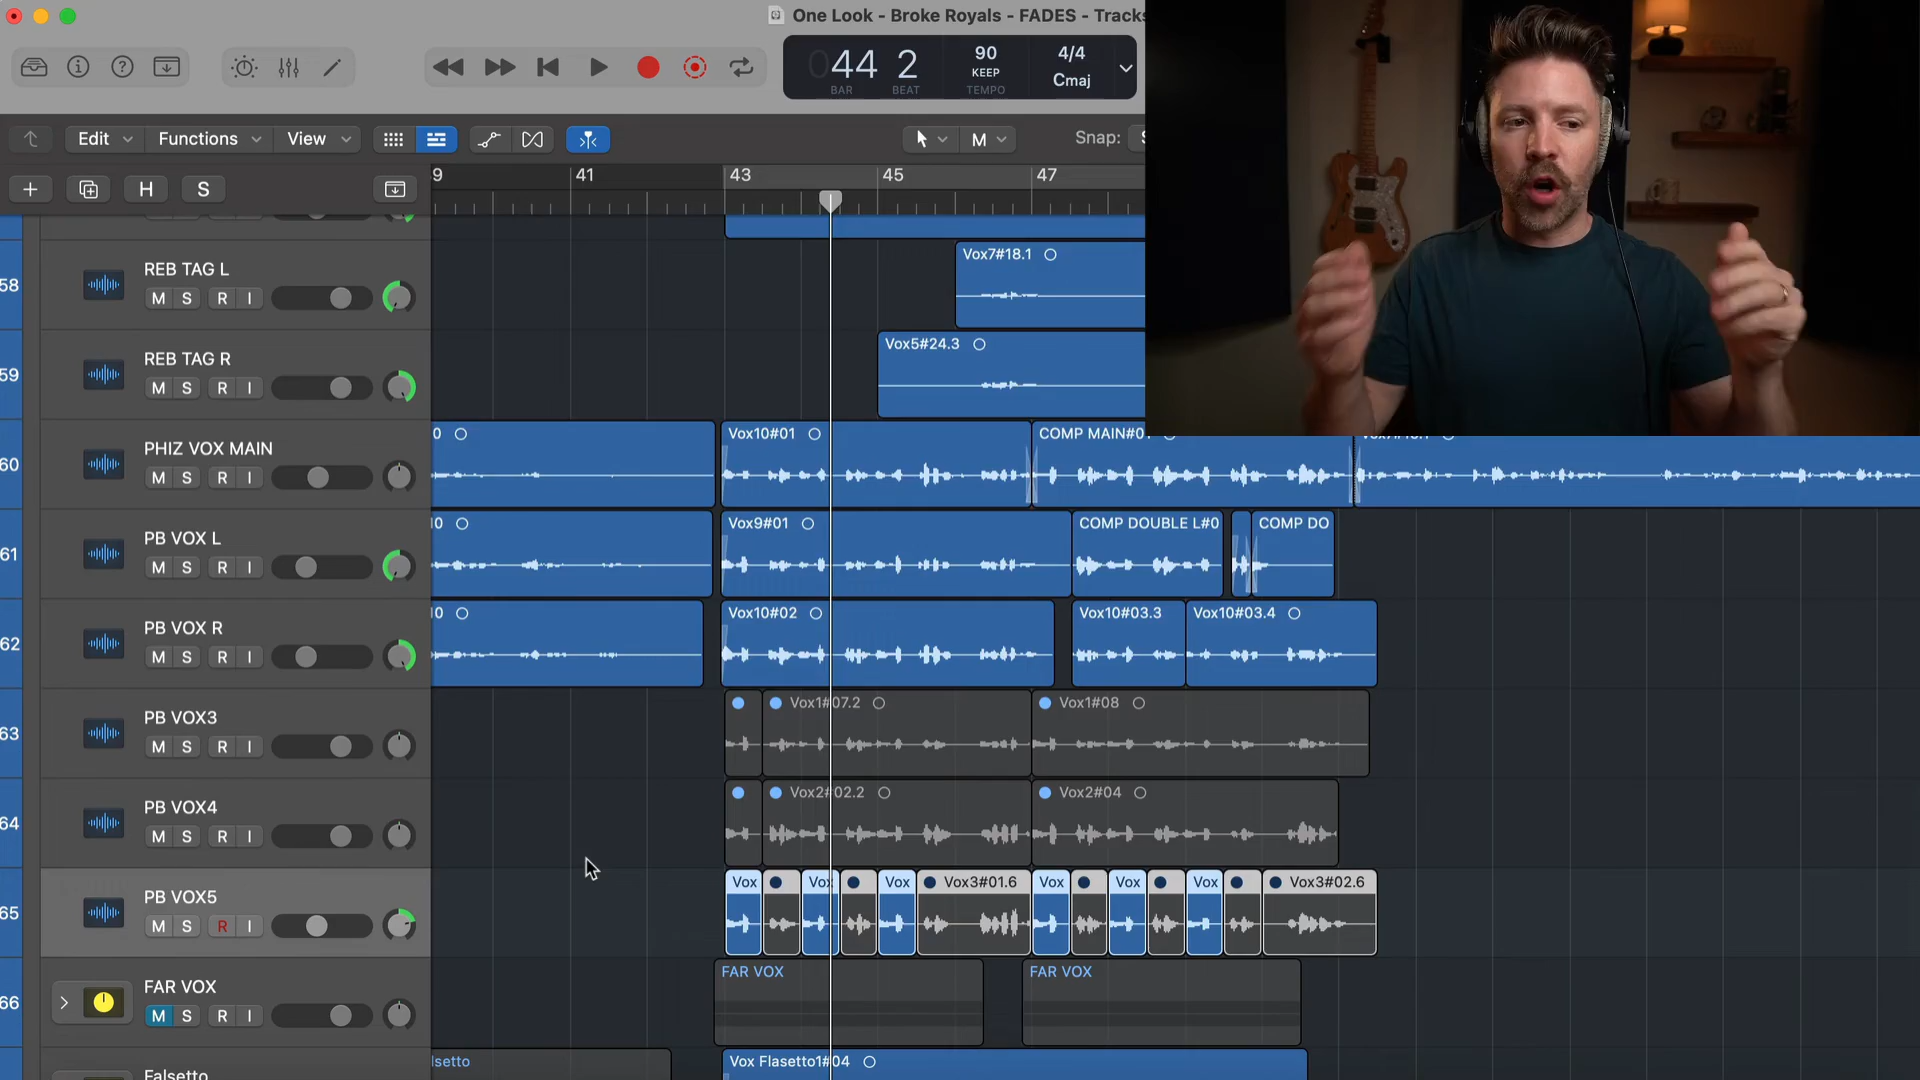 One Look - Broke Royals - FADES - Tracks
044 2
BAR BEAT
90
KEEP
TEMPO
4/4
Cmaj
Edit Functions View
M
Snap:
H S
9 41 43 45 47
58 REB TAG L
M S R I
Vox7#18.1
59 REB TAG R
M S R I
Vox5#24.3
60 PHIZ VOX MAIN
M S R I
0 Vox10#01 COMP MAIN#0
61 PB VOX L
M S R I
0 Vox9#01 COMP DOUBLE L#0 COMP DO
62 PB VOX R
M S R I
0 Vox10#02 Vox10#03.3 Vox10#03.4
63 PB VOX3
M S R I
Vox1#07.2 Vox1#08
64 PB VOX4
M S R I
Vox2#02.2 Vox2#04
65 PB VOX5
M S R I
Vox Vox Vox Vox3#01.6 Vox Vox Vox Vox3#02.6
66 FAR VOX
M S R I
FAR VOX FAR VOX
Falsetto
lsetto Vox Flasetto1#04